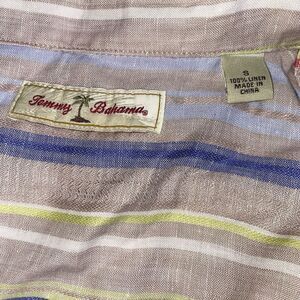 Tommy Bahama®
S
100% LINEN
MADE IN
CHINA